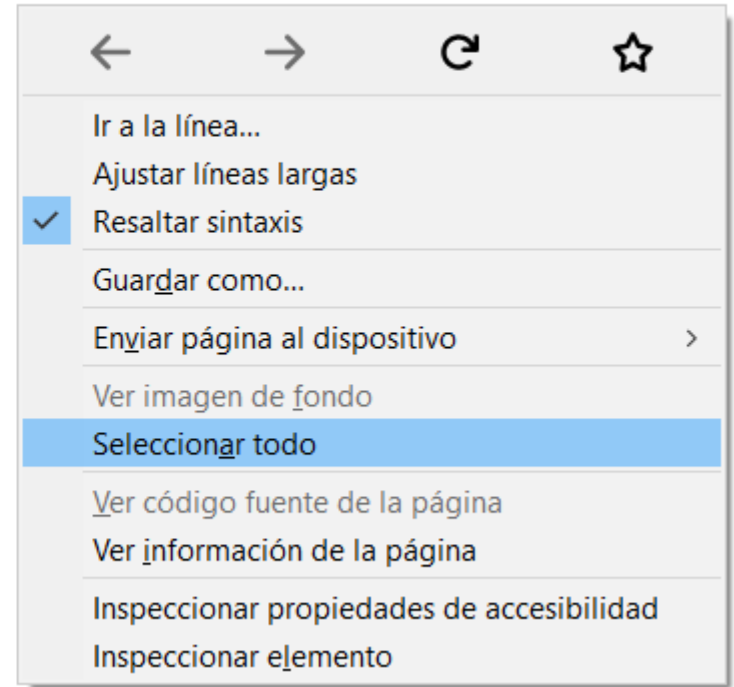 Ir a la línea...
Ajustar líneas largas
Resaltar sintaxis
Guardar como...
Enviar página al dispositivo
Ver imagen de fondo
Seleccionar todo
Ver código fuente de la página
Ver información de la página
Inspeccionar propiedades de accesibilidad
Inspeccionar elemento